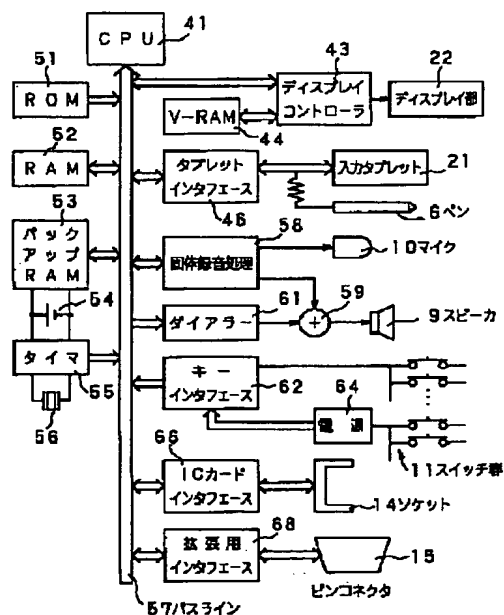 41
CPU
51
ROM
43
ディスプレイ
コントローラ
22
ディスプレイ部
V-RAM
44
52
RAM
タブレット
インタフェース
46
入力タブレット
21
6ペン
53
バック
アップ
RAM
58
固体録音処理
10マイク
54
61
ダイアラー
59
9スピーカ
タイマ
55
56
キー
インタフェース
62
64
電源
11スイッチ群
66
ICカード
インタフェース
14ソケット
68
拡張用
インタフェース
15
ピンコネクタ
57バスライン